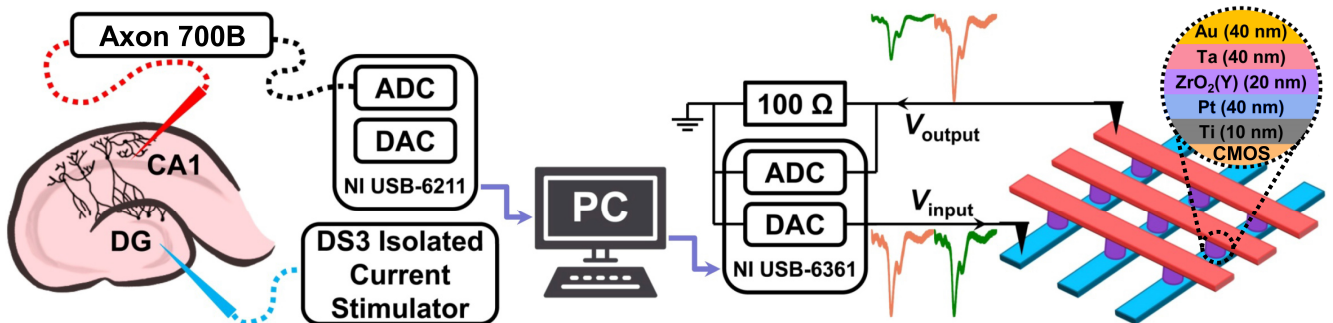 Axon 700B
CA1
DG
ADC
DAC
NI USB-6211
DS3 Isolated
Current
Stimulator
PC
100 Ω
ADC
DAC
NI USB-6361
V_output
V_input
Au (40 nm)
Ta (40 nm)
ZrO₂(Y) (20 nm)
Pt (40 nm)
Ti (10 nm)
CMOS